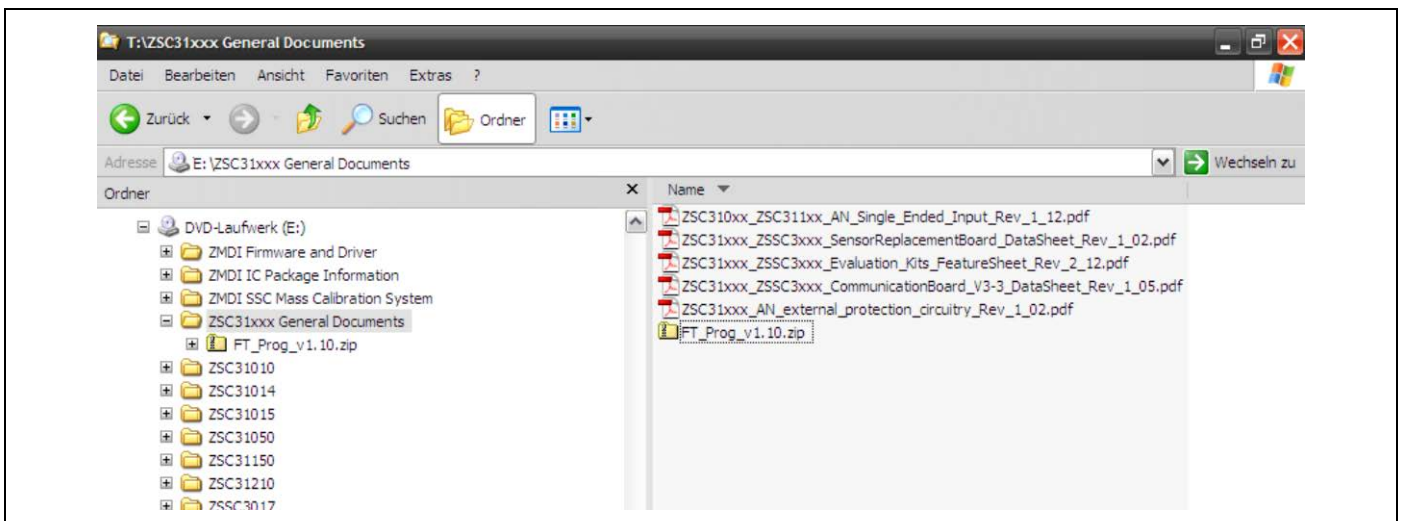 T:\ZSC31xxx General Documents
Datei Bearbeiten Ansicht Favoriten Extras ?
Zurück Suchen Ordner
Adresse E: \ZSC31xxx General Documents Wechseln zu
Ordner X Name
DVD-Laufwerk (E:)
ZMDI Firmware and Driver
ZMDI IC Package Information
ZMDI SSC Mass Calibration System
ZSC31xxx General Documents
FT_Prog_v1.10.zip
ZSC31010
ZSC31014
ZSC31015
ZSC31050
ZSC31150
ZSC31210
ZSSC3017
ZSC310xx_ZSC311xx_AN_Single_Ended_Input_Rev_1_12.pdf
ZSC31xxx_ZSSC3xxx_SensorReplacementBoard_DataSheet_Rev_1_02.pdf
ZSC31xxx_ZSSC3xxx_Evaluation_Kits_FeatureSheet_Rev_2_12.pdf
ZSC31xxx_ZSSC3xxx_CommunicationBoard_V3-3_DataSheet_Rev_1_05.pdf
ZSC31xxx_AN_external_protection_circuitry_Rev_1_02.pdf
FT_Prog_v1.10.zip